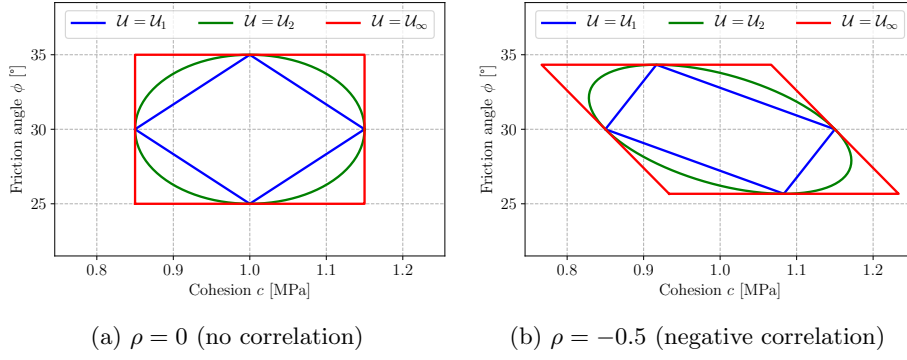 𝒰 = 𝒰₁ 𝒰 = 𝒰₂ 𝒰 = 𝒰∞
35
30
25
Friction angle ϕ [°]
0.8 0.9 1.0 1.1 1.2
Cohesion c [MPa]
(a) ρ = 0 (no correlation)
𝒰 = 𝒰₁ 𝒰 = 𝒰₂ 𝒰 = 𝒰∞
35
30
25
Friction angle ϕ [°]
0.8 0.9 1.0 1.1 1.2
Cohesion c [MPa]
(b) ρ = −0.5 (negative correlation)